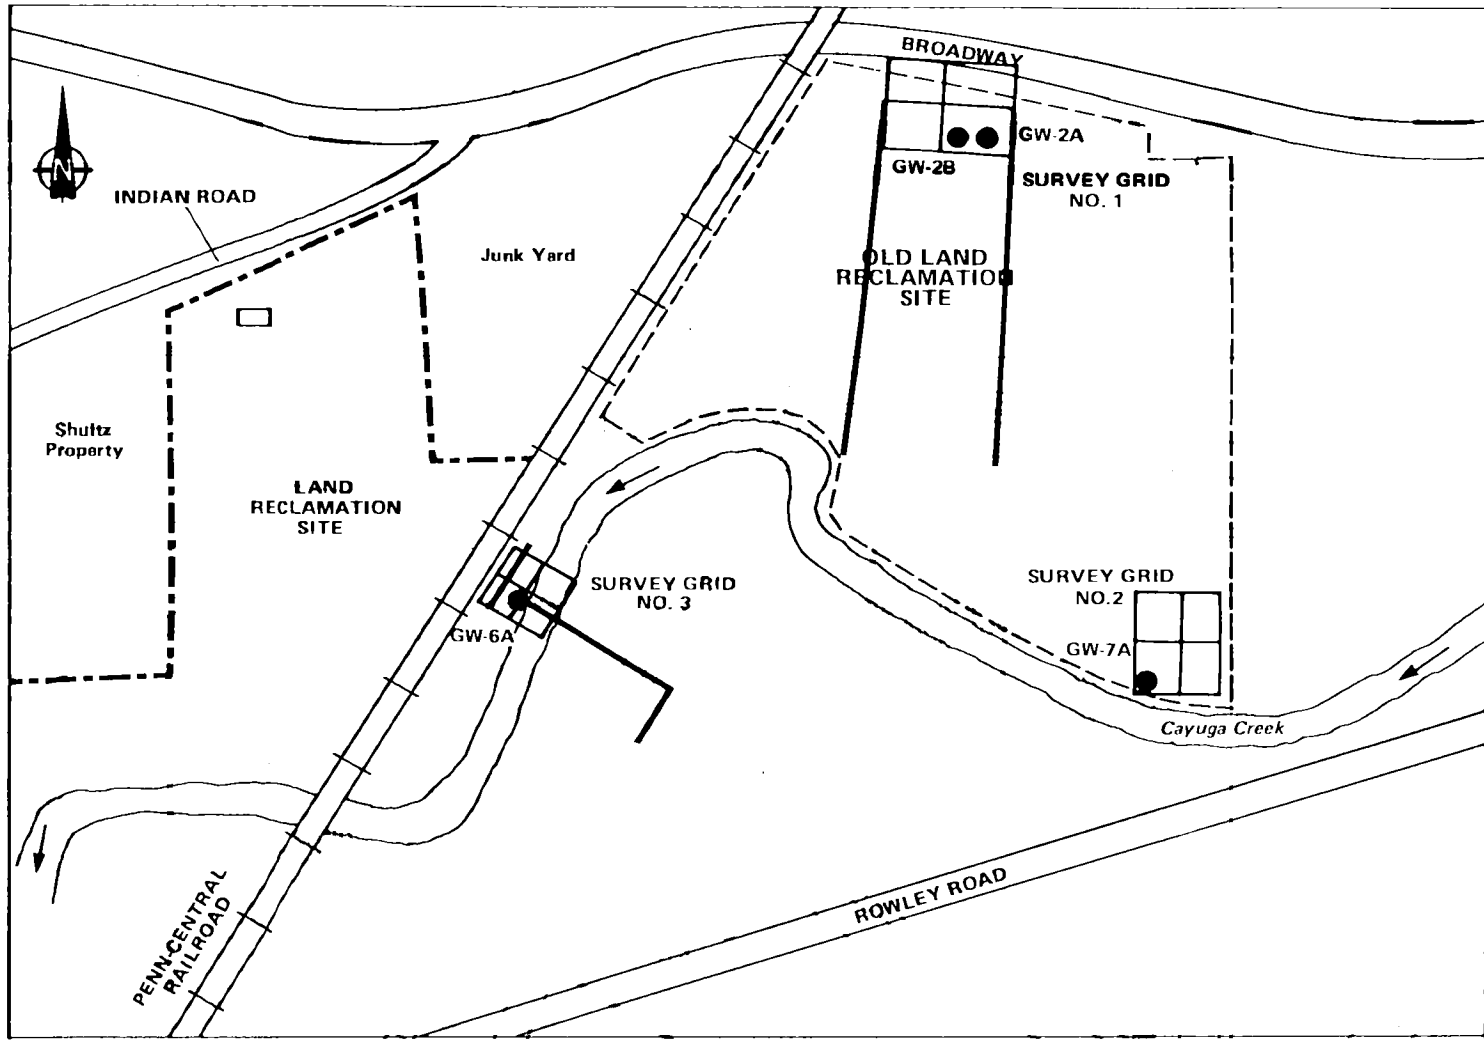 BROADWAY
GW-2A
GW-2B
SURVEY GRID
NO. 1
N
INDIAN ROAD
Junk Yard
OLD LAND
RECLAMATION
SITE
Shultz
Property
LAND
RECLAMATION
SITE
SURVEY GRID
NO. 3
GW-6A
SURVEY GRID
NO.2
GW-7A
Cayuga Creek
ROWLEY ROAD
PENN-CENTRAL
RAILROAD